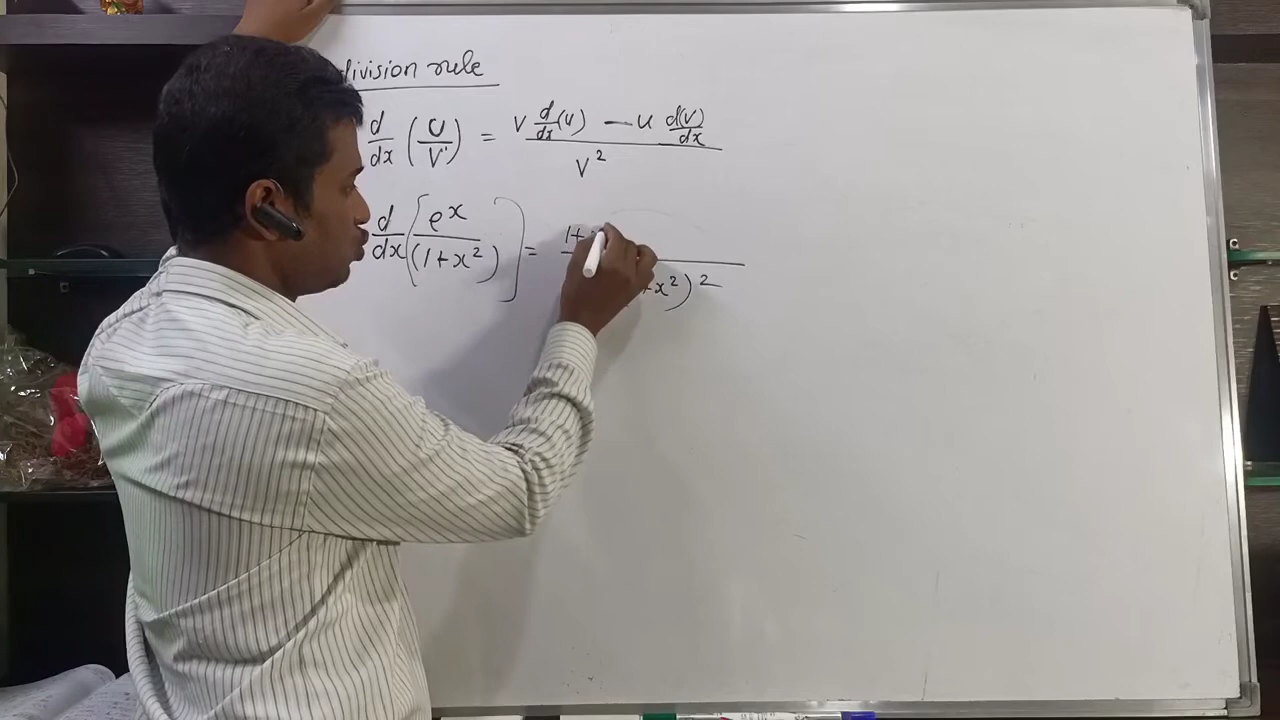 division rule
d/dx (U/V) = V d/dx(U) - U d(V)/dx / V²
d/dx [e^x/(1+x²)] = 1+ / +x²)²